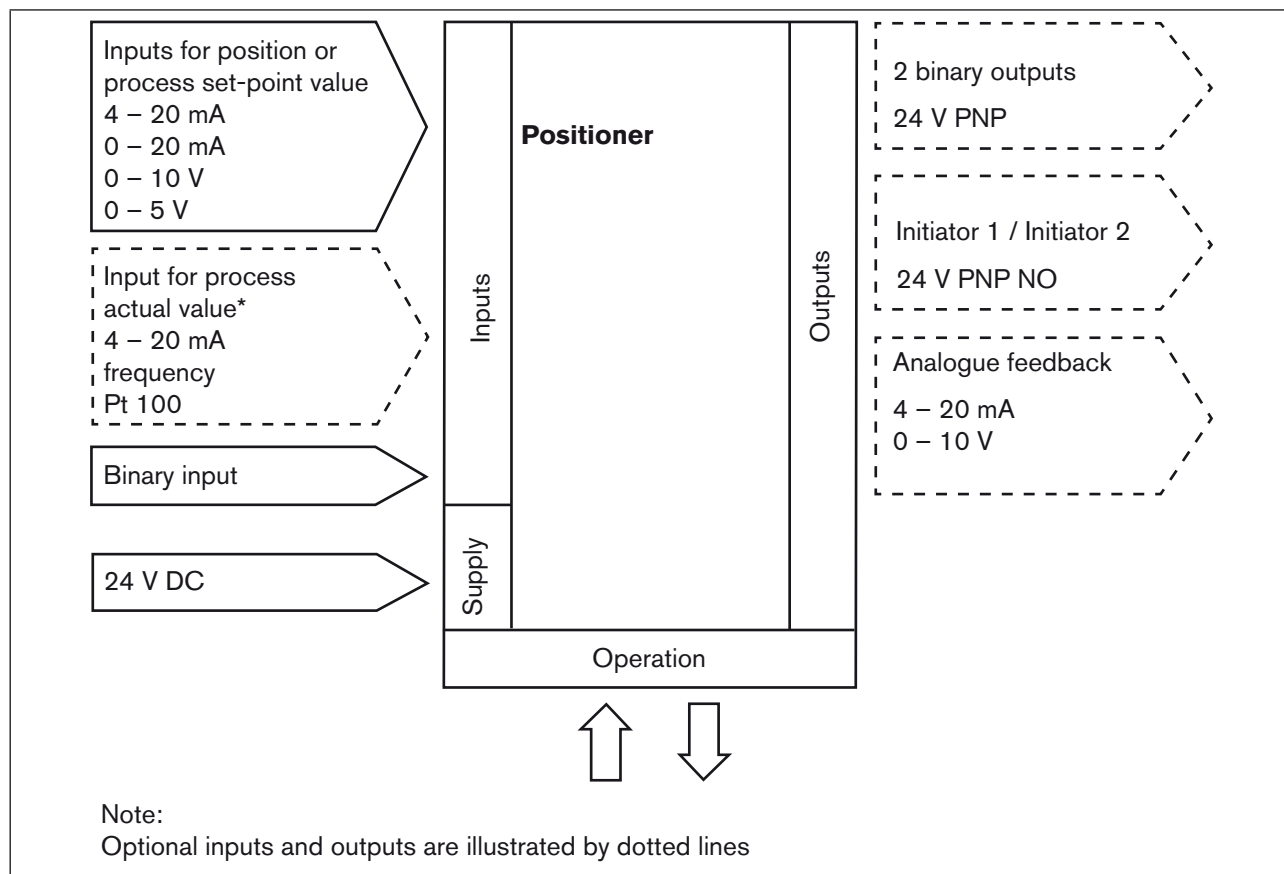 Inputs for position or
process set-point value
4 – 20 mA
0 – 20 mA
0 – 10 V
0 – 5 V
Input for process
actual value*
4 – 20 mA
frequency
Pt 100
Binary input
24 V DC
Inputs
Supply
Positioner
Operation
Outputs
2 binary outputs
24 V PNP
Initiator 1 / Initiator 2
24 V PNP NO
Analogue feedback
4 – 20 mA
0 – 10 V
Note:
Optional inputs and outputs are illustrated by dotted lines